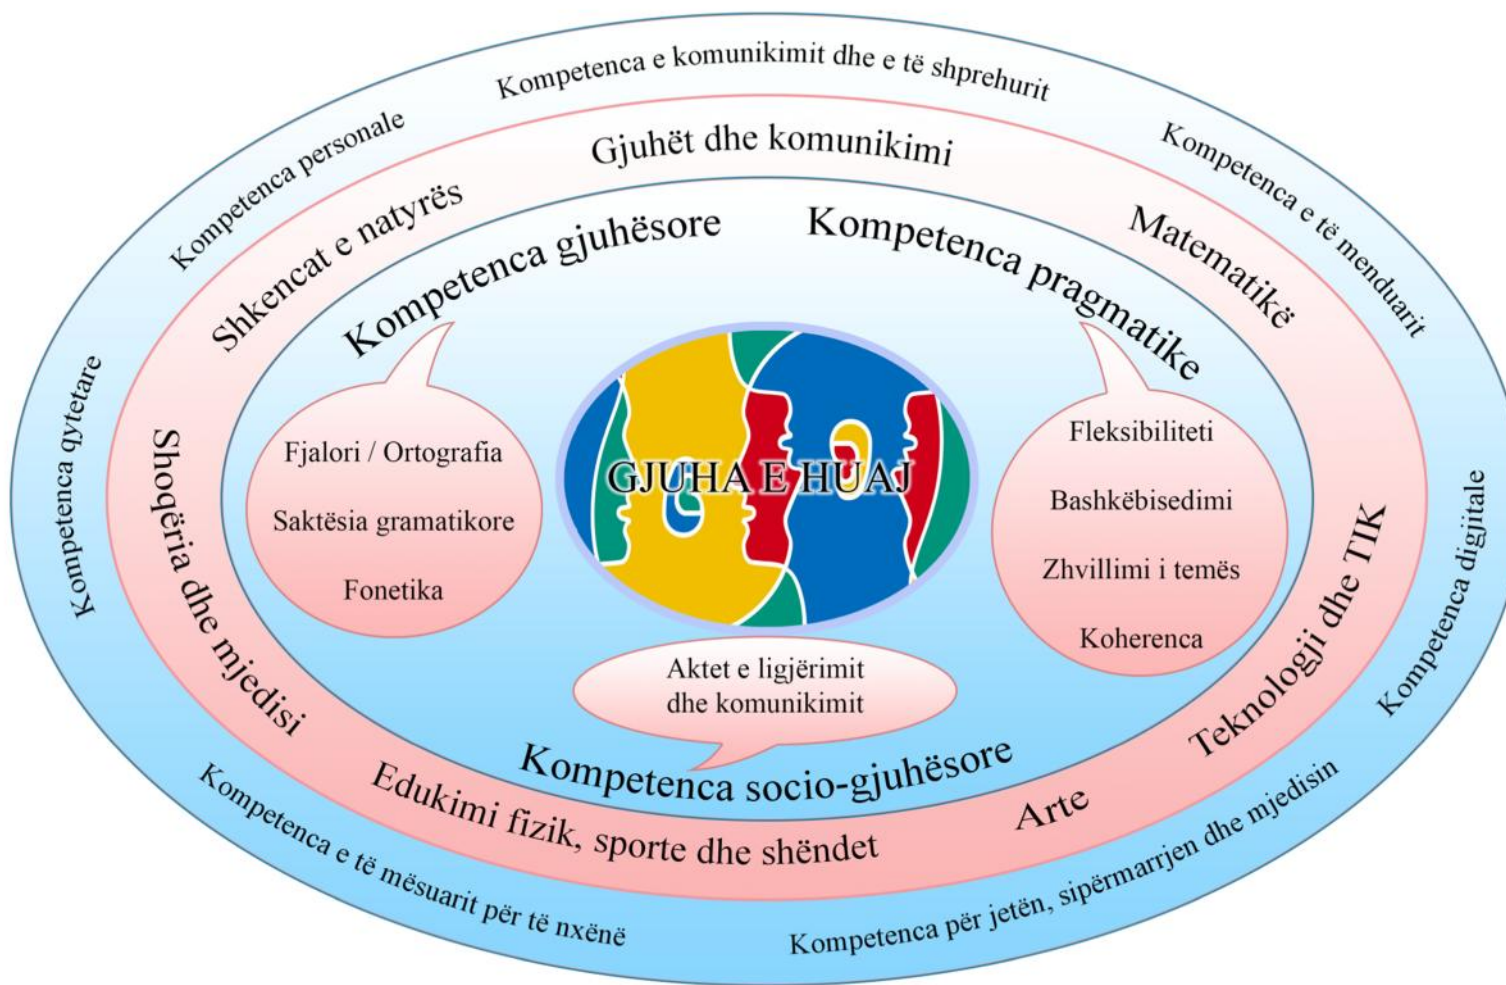 Kompetenca e komunikimit dhe e të shprehurit
Kompetenca personale
Kompetenca e të menduarit
Kompetenca qytetare
Kompetenca digjitale
Kompetenca e të mësuarit për të nxënë
Kompetenca për jetën, sipërmarrjen dhe mjedisin
Gjuhët dhe komunikimi
Shkencat e natyrës
Matematikë
Shoqëria dhe mjedisi
Teknologji dhe TIK
Edukimi fizik, sporte dhe shëndet
Arte
Kompetenca gjuhësore
Fjalori / Ortografia
Saktësia gramatikore
Fonetika
Kompetenca pragmatike
Fleksibiliteti
Bashkëbisedimi
Zhvillimi i temës
Koherenca
GJUHA E HUAJ
Aktet e ligjërimit
dhe komunikimit
Kompetenca socio-gjuhësore